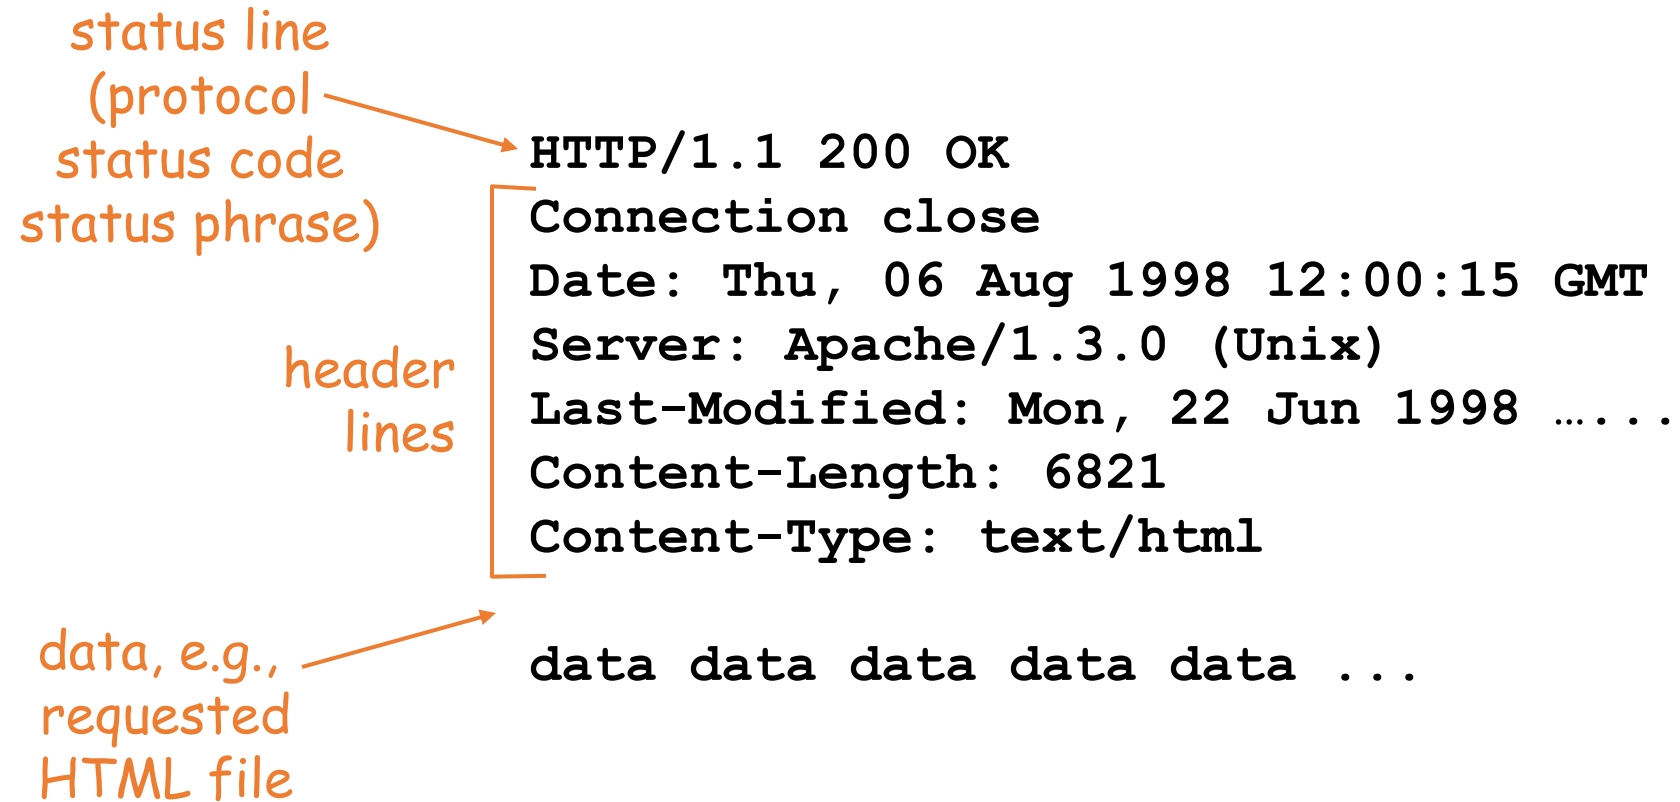 status line
(protocol
status code
status phrase)
HTTP/1.1 200 OK
Connection close
Date: Thu, 06 Aug 1998 12:00:15 GMT
Server: Apache/1.3.0 (Unix)
Last-Modified: Mon, 22 Jun 1998 …...
Content-Length: 6821
Content-Type: text/html
header
lines
data, e.g.,
requested
HTML file
data data data data data ...